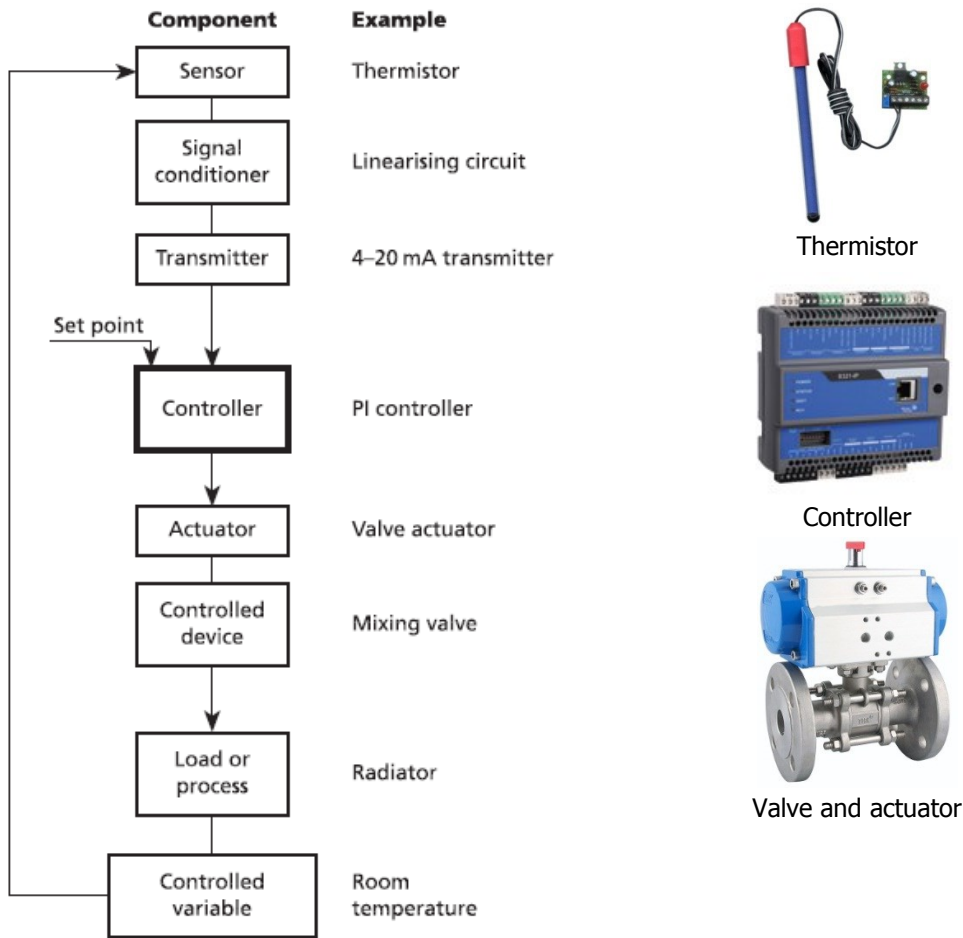 Component Example
Sensor Thermistor
Signal
conditioner
Linearising circuit
Transmitter 4–20 mA transmitter
Set point
Controller PI controller
Actuator Valve actuator
Controlled
device
Mixing valve
Load or
process
Radiator
Controlled
variable
Room
temperature
Thermistor
Controller
Valve and actuator